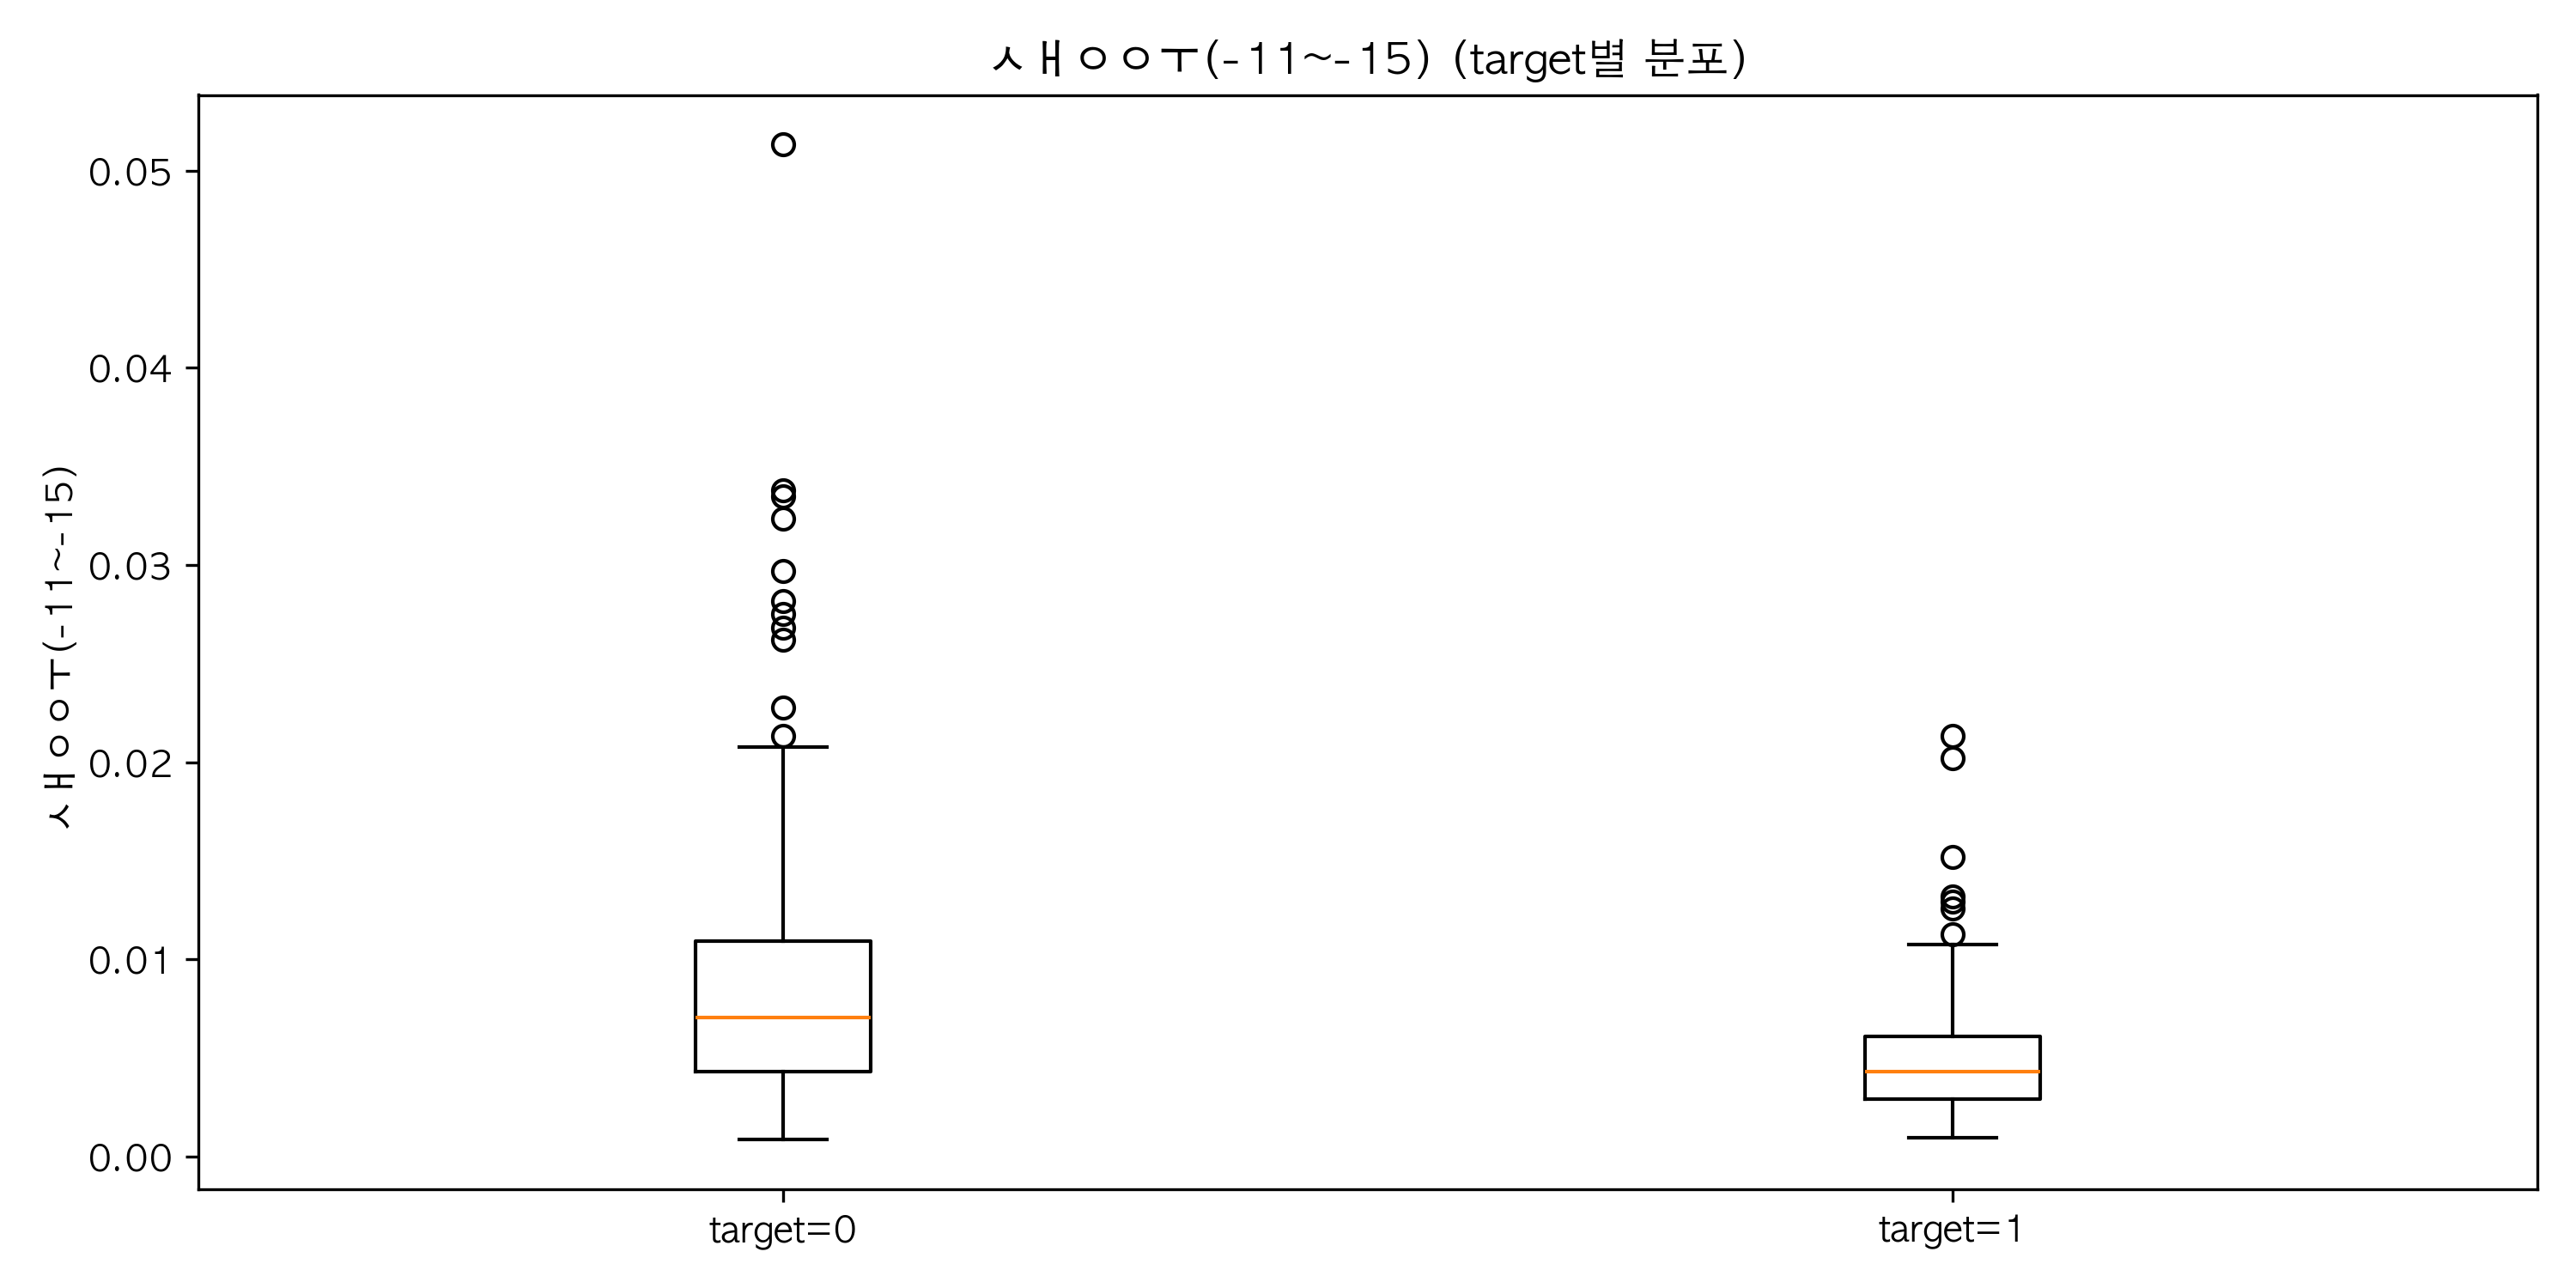 ㅅㅐㅇㅇㅜ(-11~-15) (target별 분포)
ㅅㅐㅇㅇㅜ(-11~-15)
0.05
0.04
0.03
0.02
0.01
0.00
target=0
target=1